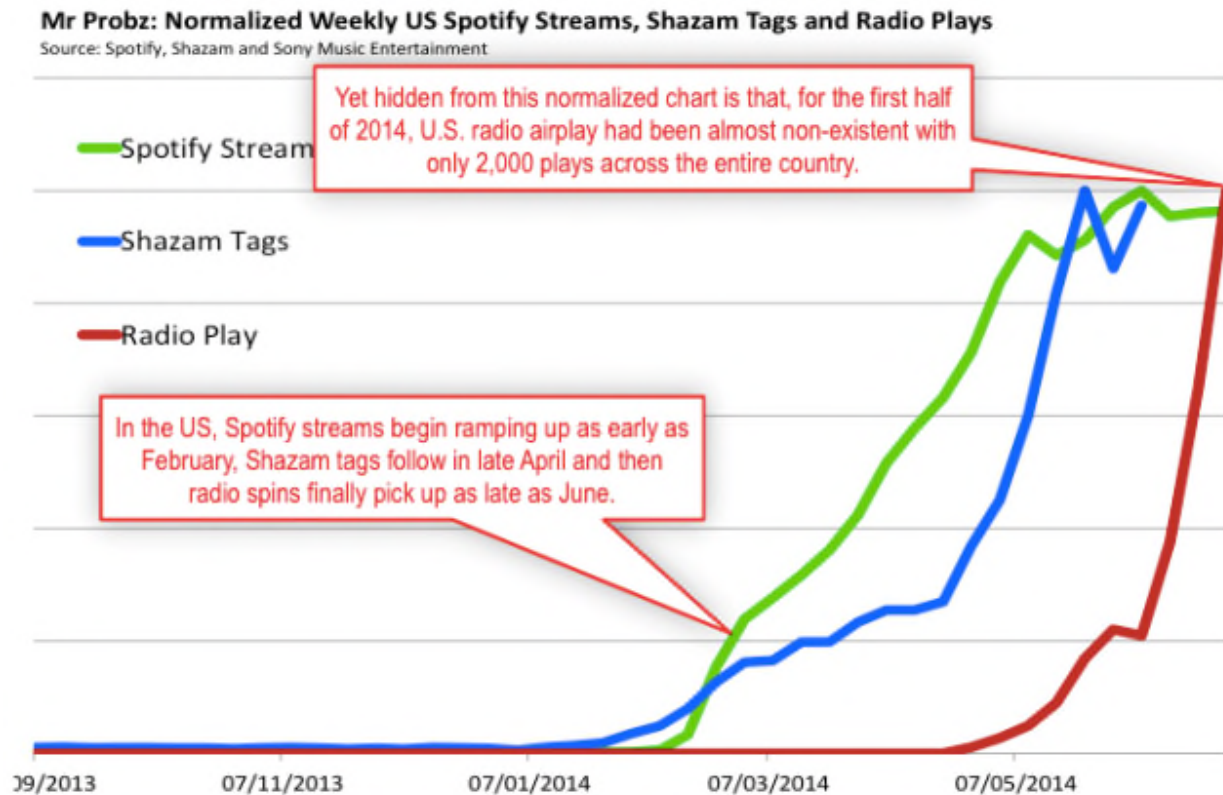 Mr Probz: Normalized Weekly US Spotify Streams, Shazam Tags and Radio Plays
Source: Spotify, Shazam and Sony Music Entertainment
Yet hidden from this normalized chart is that, for the first half
of 2014, U.S. radio airplay had been almost non-existent with
only 2,000 plays across the entire country.
Spotify Stream
Shazam Tags
Radio Play
In the US, Spotify streams begin ramping up as early as
February, Shazam tags follow in late April and then
radio spins finally pick up as late as June.
09/2013 07/11/2013 07/01/2014 07/03/2014 07/05/2014